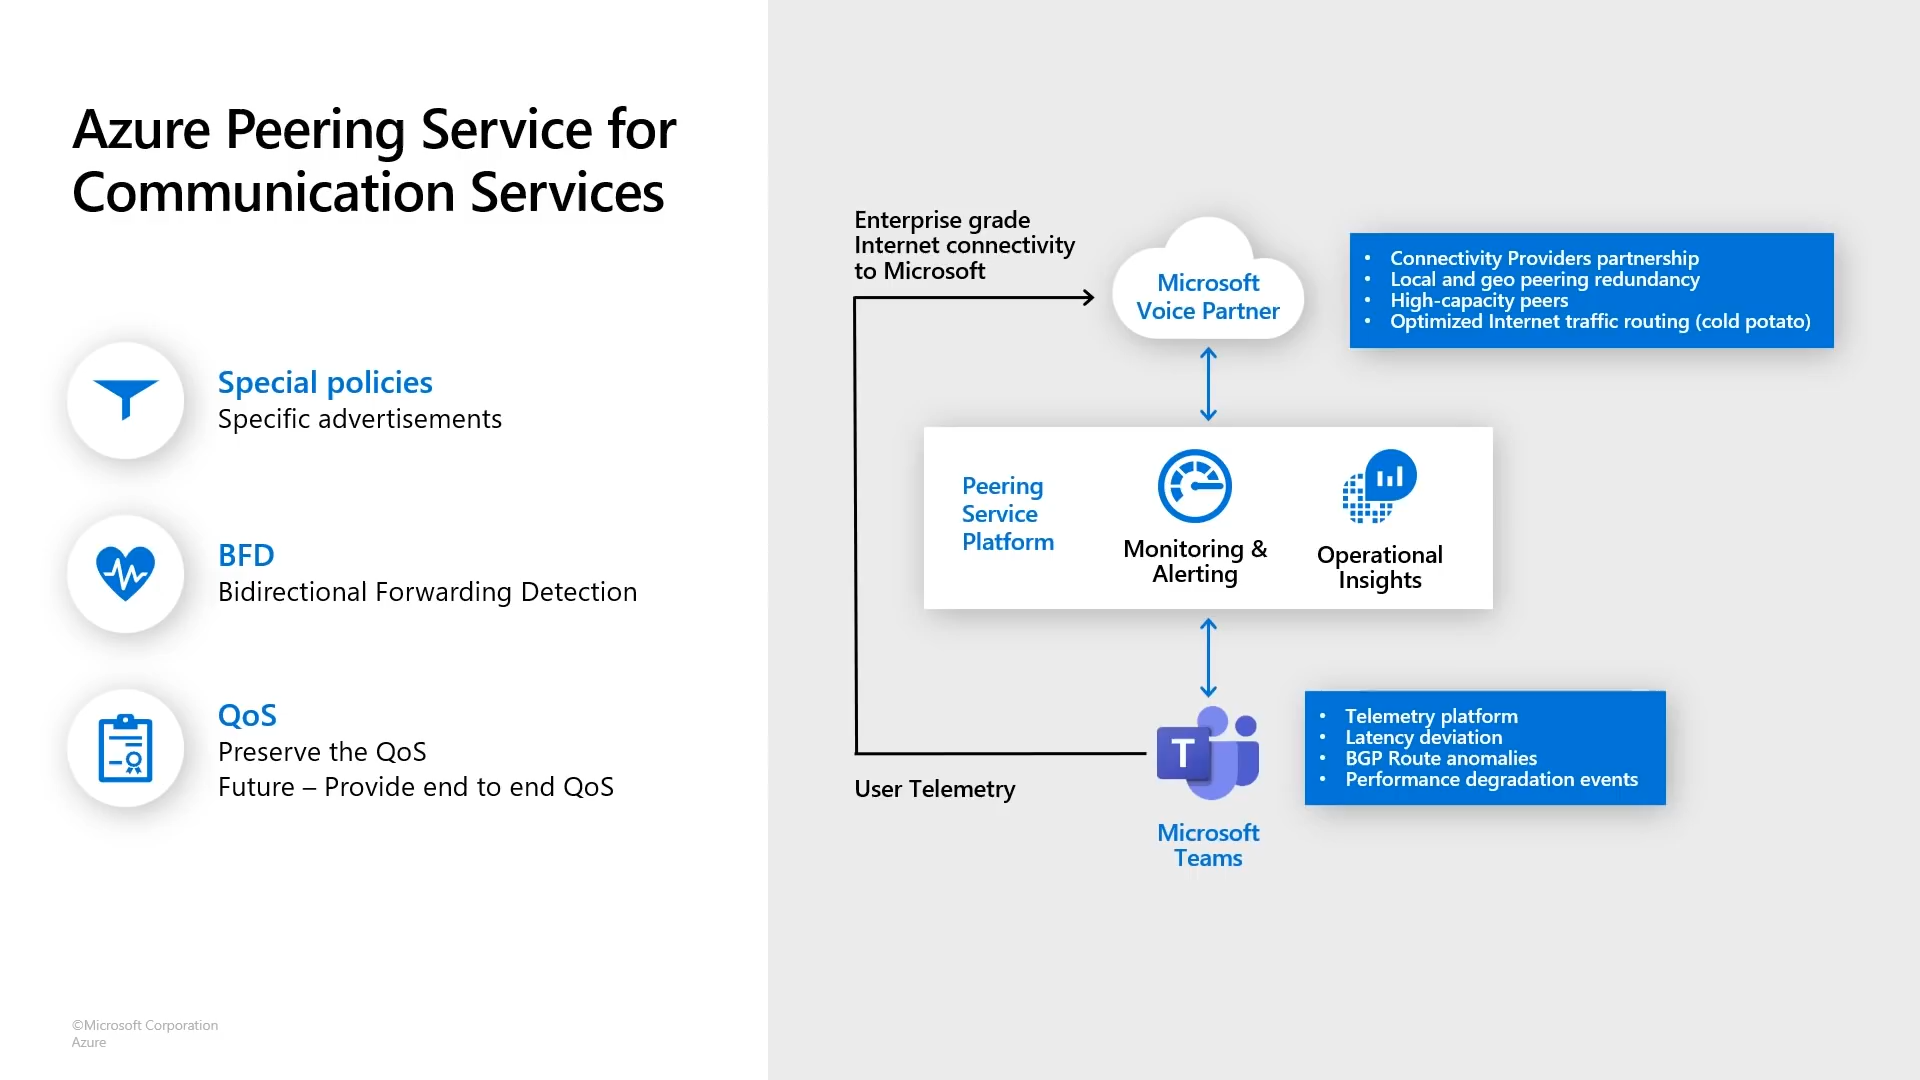 Azure Peering Service for
Communication Services
Special policies
Specific advertisements
BFD
Bidirectional Forwarding Detection
QoS
Preserve the QoS
Future – Provide end to end QoS
©Microsoft Corporation
Azure
Enterprise grade
Internet connectivity
to Microsoft
Microsoft
Voice Partner
• Connectivity Providers partnership
• Local and geo peering redundancy
• High-capacity peers
• Optimized Internet traffic routing (cold potato)
Peering
Service
Platform
Monitoring &
Alerting
Operational
Insights
User Telemetry
T
Microsoft
Teams
• Telemetry platform
• Latency deviation
• BGP Route anomalies
• Performance degradation events